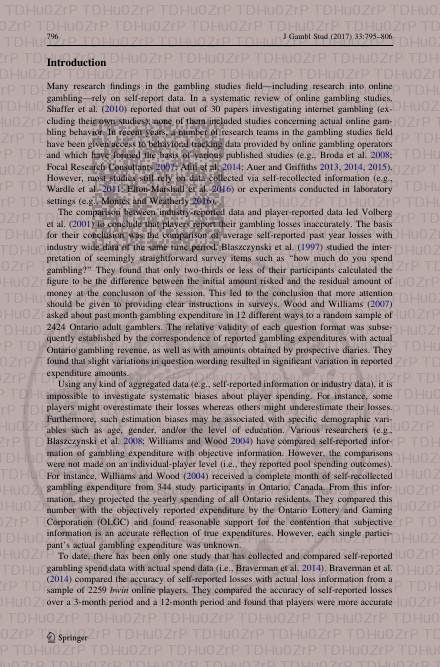 796 J Gambl Stud (2017) 33:795–806
Introduction
Many research findings in the gambling studies field—including research into online
gambling—rely on self-report data. In a systematic review of online gambling studies,
Shaffer et al. (2010) reported that out of 30 papers investigating internet gambling (ex-
cluding their own studies), none of them included studies concerning actual online gam-
bling behavior. In recent years, a number of research teams in the gambling studies field
have been given access to behavioral tracking data provided by online gambling operators
and which have formed the basis of various published studies (e.g., Broda et al. 2008;
Focal Research Consultants 2007; Afifi et al. 2014; Auer and Griffiths 2013, 2014, 2015).
However, most studies still rely on data collected via self-recollected information (e.g.,
Wardle et al. 2011; Elton-Marshall et al. 2016) or experiments conducted in laboratory
settings (e.g., Montes and Weatherly 2016).
The comparison between industry-reported data and player-reported data led Volberg
et al. (2001) to conclude that players report their gambling losses inaccurately. The basis
for their conclusion was the comparison of average self-reported past year losses with
industry wide data of the same time period. Blaszczynski et al. (1997) studied the inter-
pretation of seemingly straightforward survey items such as "how much do you spend
gambling?" They found that only two-thirds or less of their participants calculated the
figure to be the difference between the initial amount risked and the residual amount of
money at the conclusion of the session. This led to the conclusion that more attention
should be given to providing clear instructions in surveys. Wood and Williams (2007)
asked about past month gambling expenditure in 12 different ways to a random sample of
2424 Ontario adult gamblers. The relative validity of each question format was subse-
quently established by the correspondence of reported gambling expenditures with actual
Ontario gambling revenue, as well as with amounts obtained by prospective diaries. They
found that slight variations in question wording resulted in significant variation in reported
expenditure amounts.
Using any kind of aggregated data (e.g., self-reported information or industry data), it is
impossible to investigate systematic biases about player spending. For instance, some
players might overestimate their losses whereas others might underestimate their losses.
Furthermore, such estimation biases may be associated with specific demographic vari-
ables such as age, gender, and/or the level of education. Various researchers (e.g.,
Blaszczynski et al. 2008; Williams and Wood 2004) have compared self-reported infor-
mation of gambling expenditure with objective information. However, the comparisons
were not made on an individual-player level (i.e., they reported pool spending outcomes).
For instance, Williams and Wood (2004) received a complete month of self-recollected
gambling expenditure from 344 study participants in Ontario, Canada. From this infor-
mation, they projected the yearly spending of all Ontario residents. They compared this
number with the objectively reported expenditure by the Ontario Lottery and Gaming
Corporation (OLGC) and found reasonable support for the contention that subjective
information is an accurate reflection of true expenditures. However, each single partici-
pant's actual gambling expenditure was unknown.
To date, there has been only one study that has collected and compared self-reported
gambling spend data with actual spend data (i.e., Braverman et al. 2014). Braverman et al.
(2014) compared the accuracy of self-reported losses with actual loss information from a
sample of 2259 bwin online players. They compared the accuracy of self-reported losses
over a 3-month period and a 12-month period and found that players were more accurate
Springer